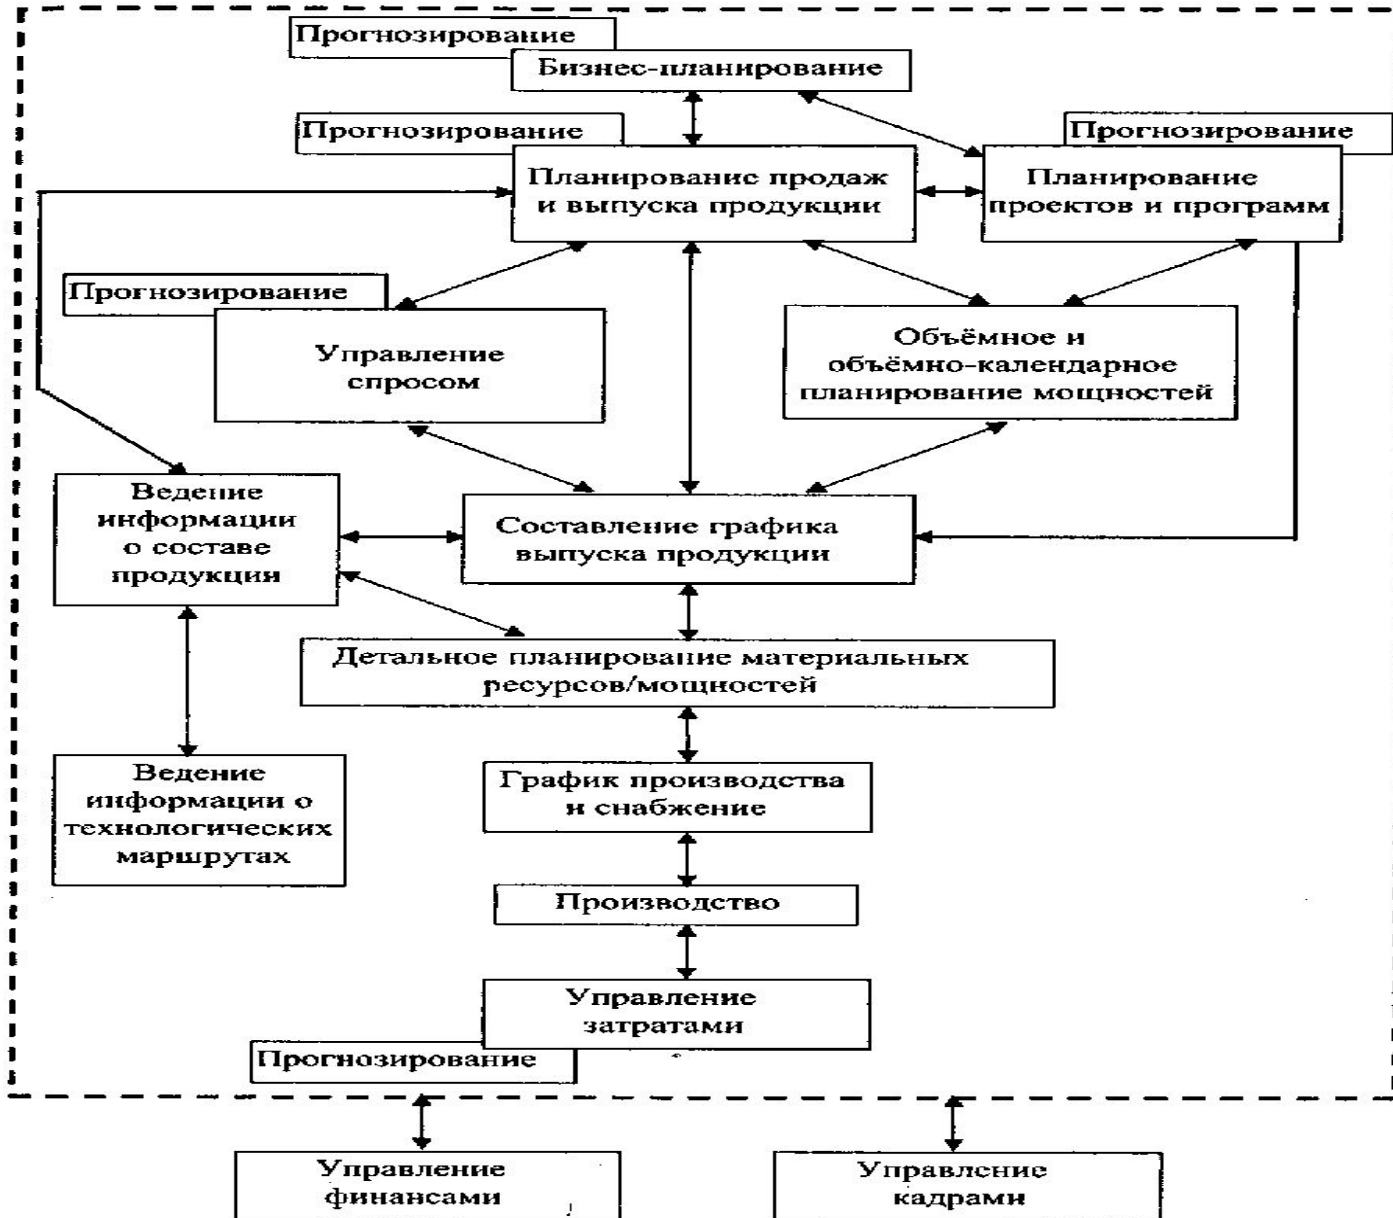 Прогнозирование
Бизнес-планирование
Прогнозирование
Прогнозирование
Планирование продаж
и выпуска продукции
Планирование
проектов и программ
Прогнозирование
Управление
спросом
Объёмное и
объёмно-календарное
планирование мощностей
Ведение
информации
о составе
продукции
Составление графика
выпуска продукции
Детальное планирование материальных
ресурсов/мощностей
Ведение
информации о
технологических
маршрутах
График производства
и снабжение
Производство
Управление
затратами
Прогнозирование
Управление
финансами
Управление
кадрами